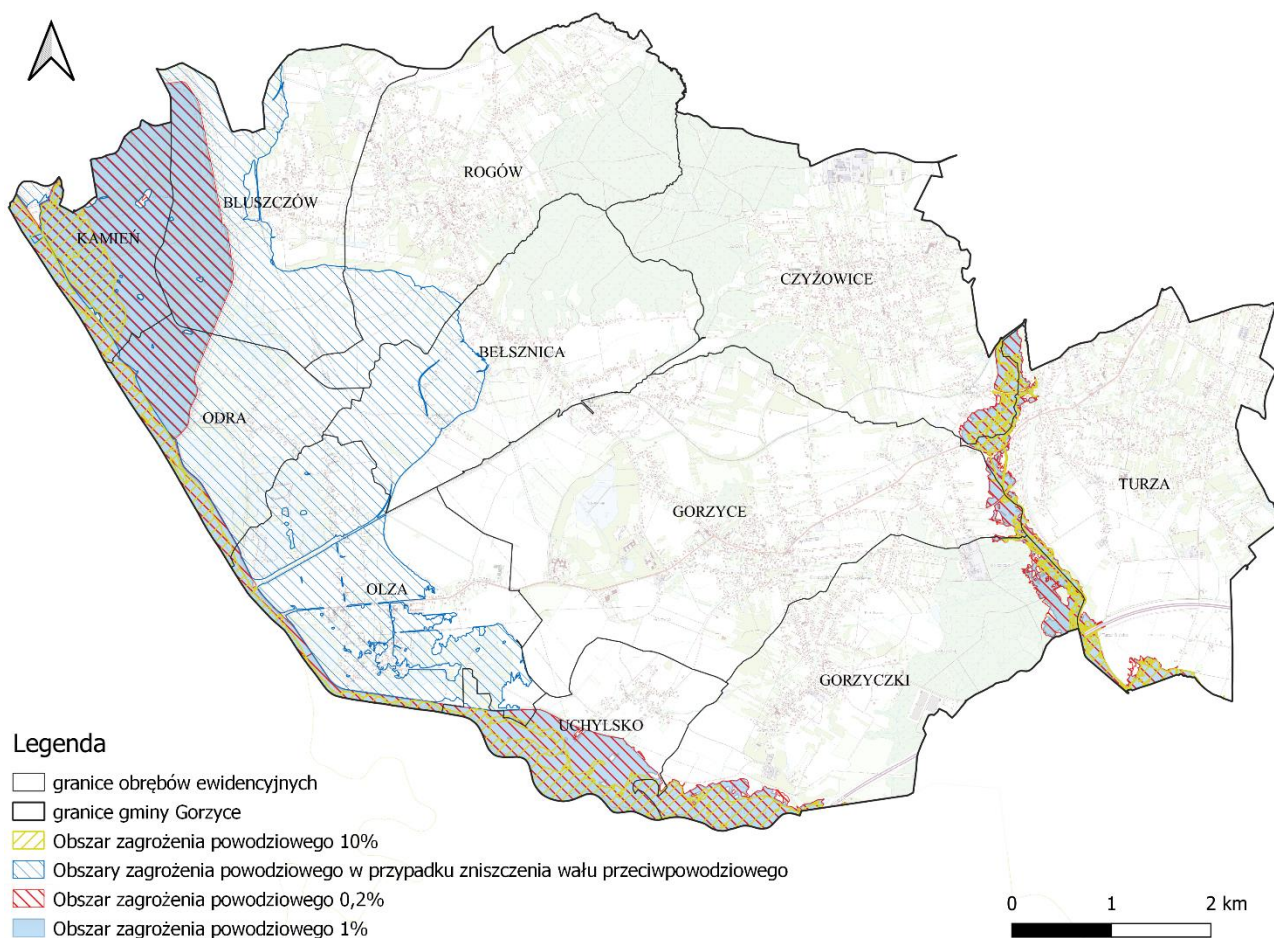 ROGÓW
BLUSZCZÓW
KAMIEŃ
CZYŻOWICE
BEŁSZNICA
ODRA
TURZA
GORZYCE
OLZA
GORZYCZKI
UCHYLSKO
Legenda
granice obrębów ewidencyjnych
granice gminy Gorzyce
Obszar zagrożenia powodziowego 10%
Obszary zagrożenia powodziowego w przypadku zniszczenia wału przeciwpowodziowego
Obszar zagrożenia powodziowego 0,2%
Obszar zagrożenia powodziowego 1%
0 1 2 km